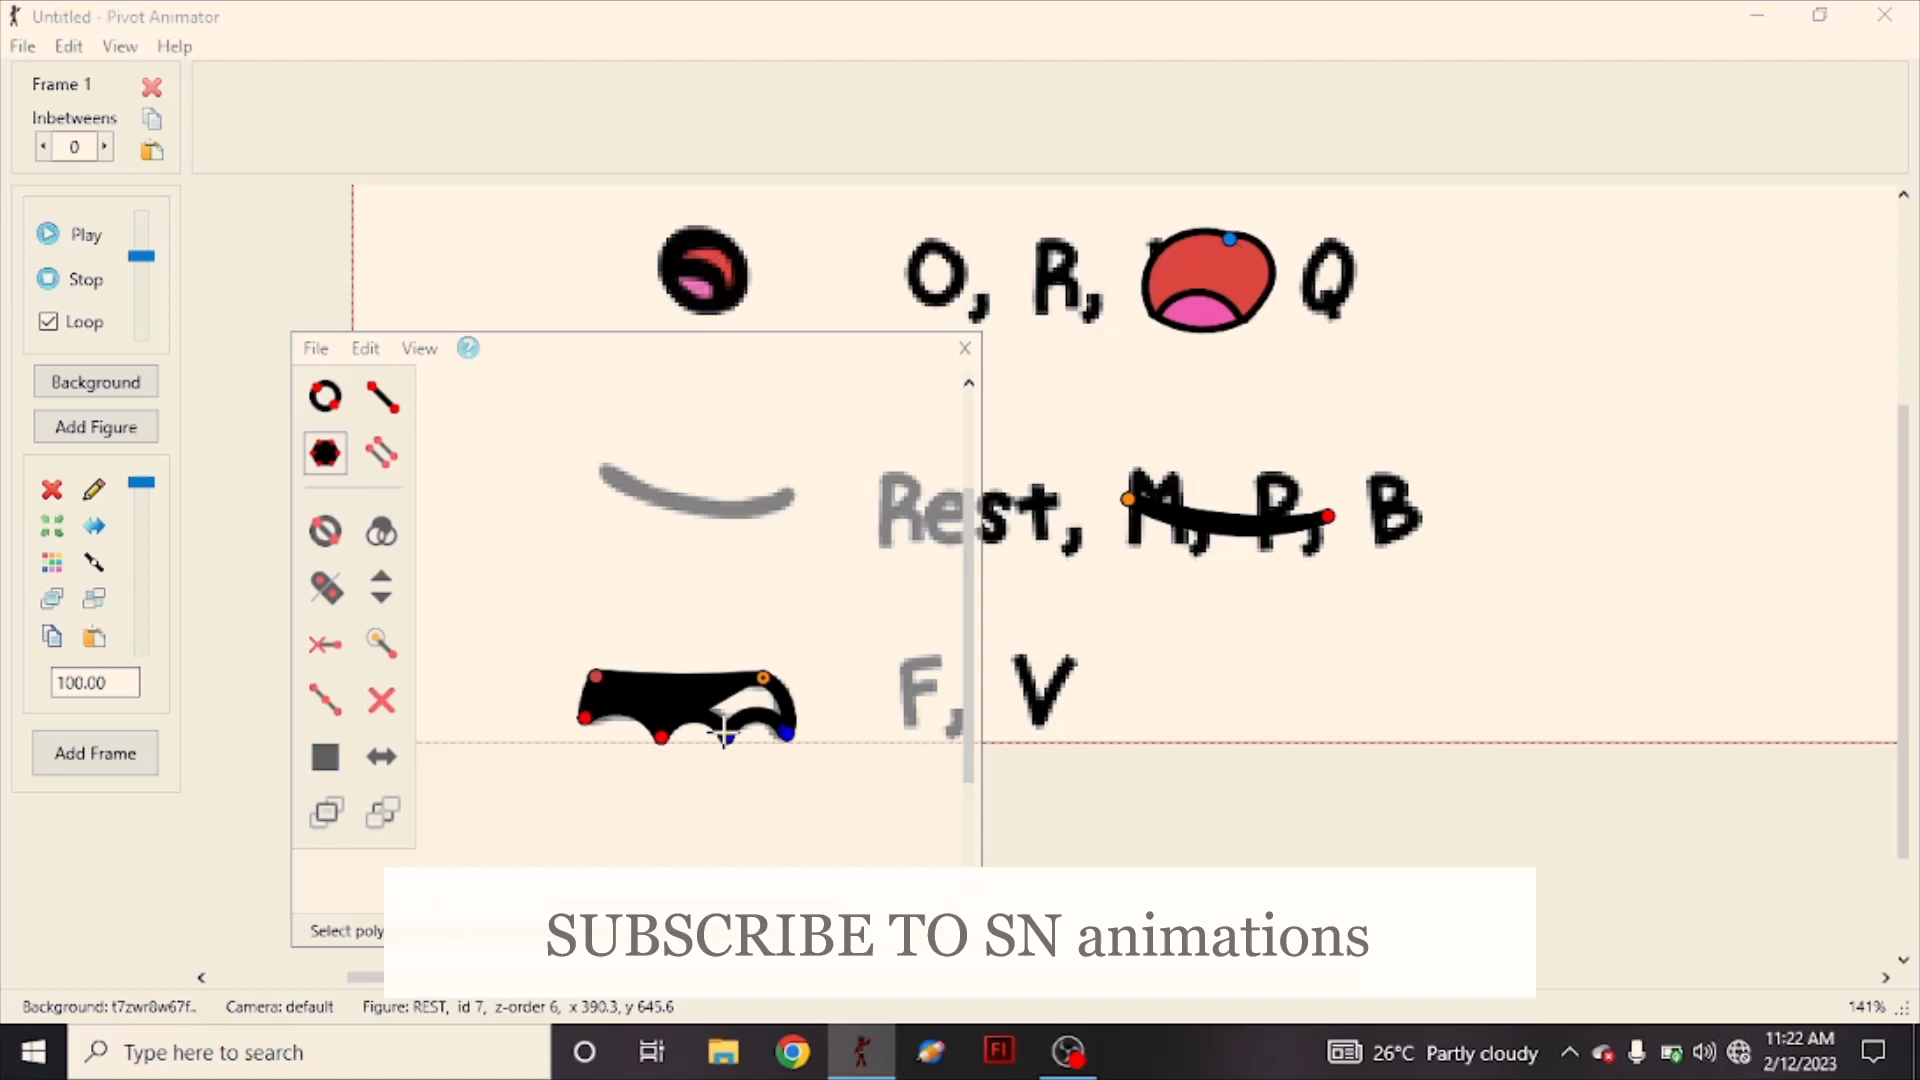 Untitled - Pivot Animator
File Edit View Help
Frame 1
Inbetweens
0
Play
Stop
Loop
Background
Add Figure
100.00
Add Frame
O, R, Q
File Edit View ?
Rest, M, P, B
F, V
Select poly
SUBSCRIBE TO SN animations
Background: t7zwr8w67f.. Camera: default Figure: REST, id 7, z-order 6, x 390.3, y 645.6 141%
Type here to search
Fl
26°C Partly cloudy
11:22 AM
2/12/2023